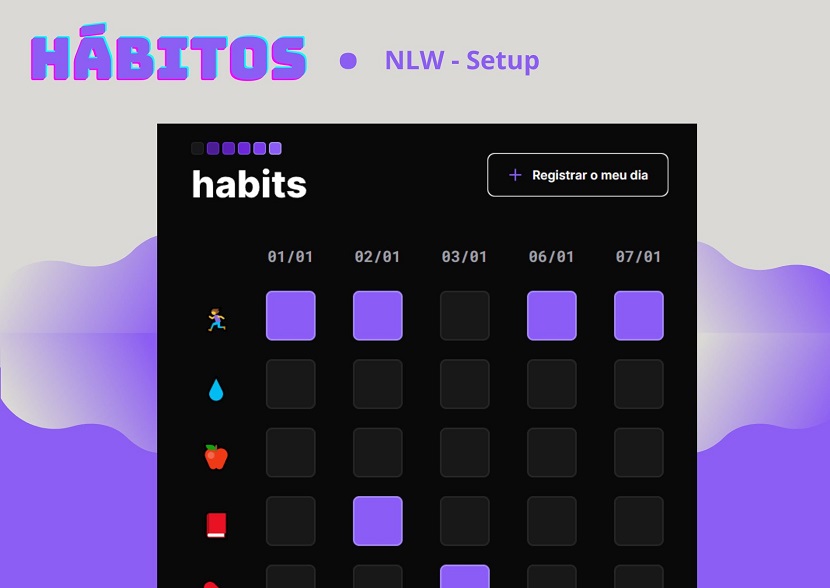 HÁBITOS
NLW - Setup
habits
+ Registrar o meu dia
01/01 02/01 03/01 06/01 07/01